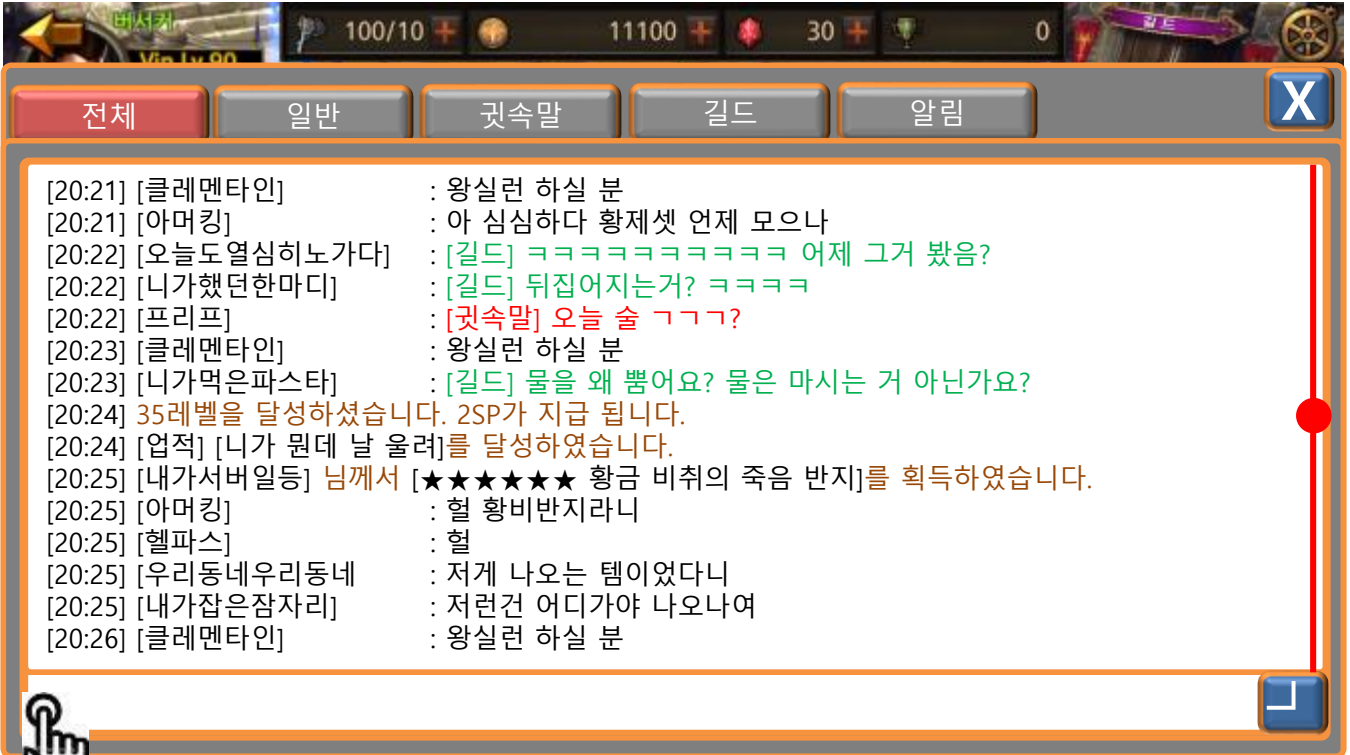 버서커
Vip Lv 90
100/10
11100
30
0
길드
전체
일반
귓속말
길드
알림
X
[20:21] [클레멘타인] : 왕실런 하실 분
[20:21] [아머킹] : 아 심심하다 황제셋 언제 모으나
[20:22] [오늘도열심히노가다] : [길드] ㅋㅋㅋㅋㅋㅋㅋㅋㅋㅋ 어제 그거 봤음?
[20:22] [니가했던한마디] : [길드] 뒤집어지는거? ㅋㅋㅋㅋ
[20:22] [프리프] : [귓속말] 오늘 술 ㄱㄱㄱ?
[20:23] [클레멘타인] : 왕실런 하실 분
[20:23] [니가먹은파스타] : [길드] 물을 왜 뿜어요? 물은 마시는 거 아닌가요?
[20:24] 35레벨을 달성하셨습니다. 2SP가 지급 됩니다.
[20:24] [업적] [니가 뭔데 날 울려]를 달성하였습니다.
[20:25] [내가서버일등] 님께서 [★★★★★★ 황금 비취의 죽음 반지]를 획득하였습니다.
[20:25] [아머킹] : 헐 황비반지라니
[20:25] [헬파스] : 헐
[20:25] [우리동네우리동네 : 저게 나오는 템이었다니
[20:25] [내가잡은잠자리] : 저런건 어디가야 나오나여
[20:26] [클레멘타인] : 왕실런 하실 분